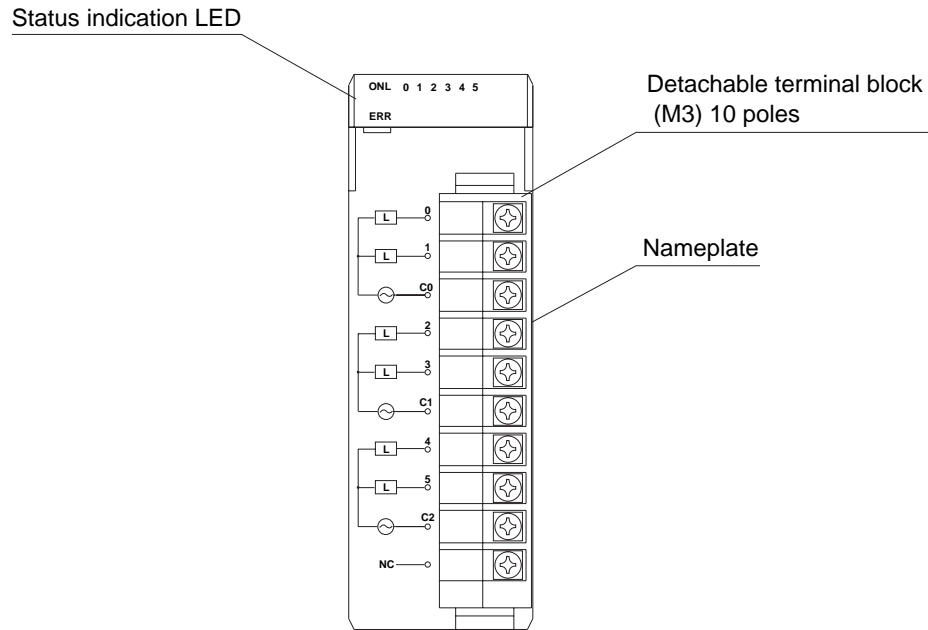 Status indication LED
ONL 0 1 2 3 4 5
ERR
Detachable terminal block
(M3) 10 poles
Nameplate
L 0
L 1
C0
L 2
L 3
C1
L 4
L 5
C2
NC